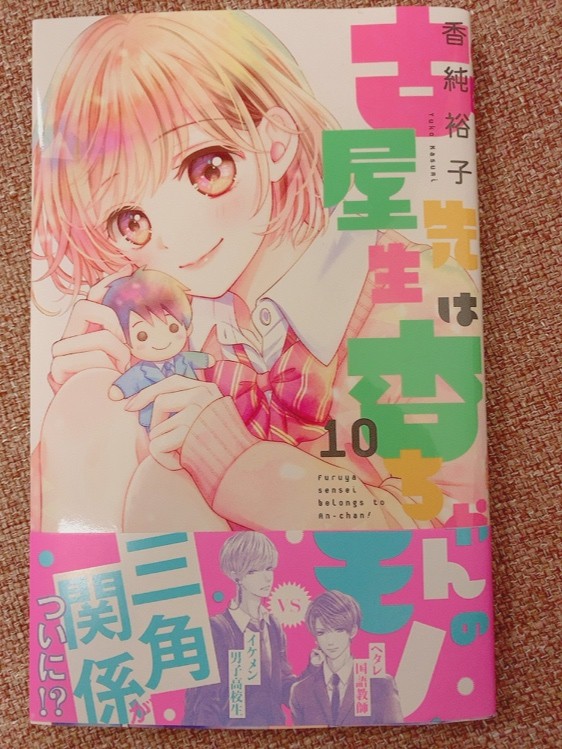 古屋先生は
杏ちゃんのモノ
香純裕子
Yuka Kasumi
10
Furuya
sensei
belongs to
An-chan!
三角
関係が
ついに!?
イケメン
男子高校生
VS
ヘタレ
国語教師